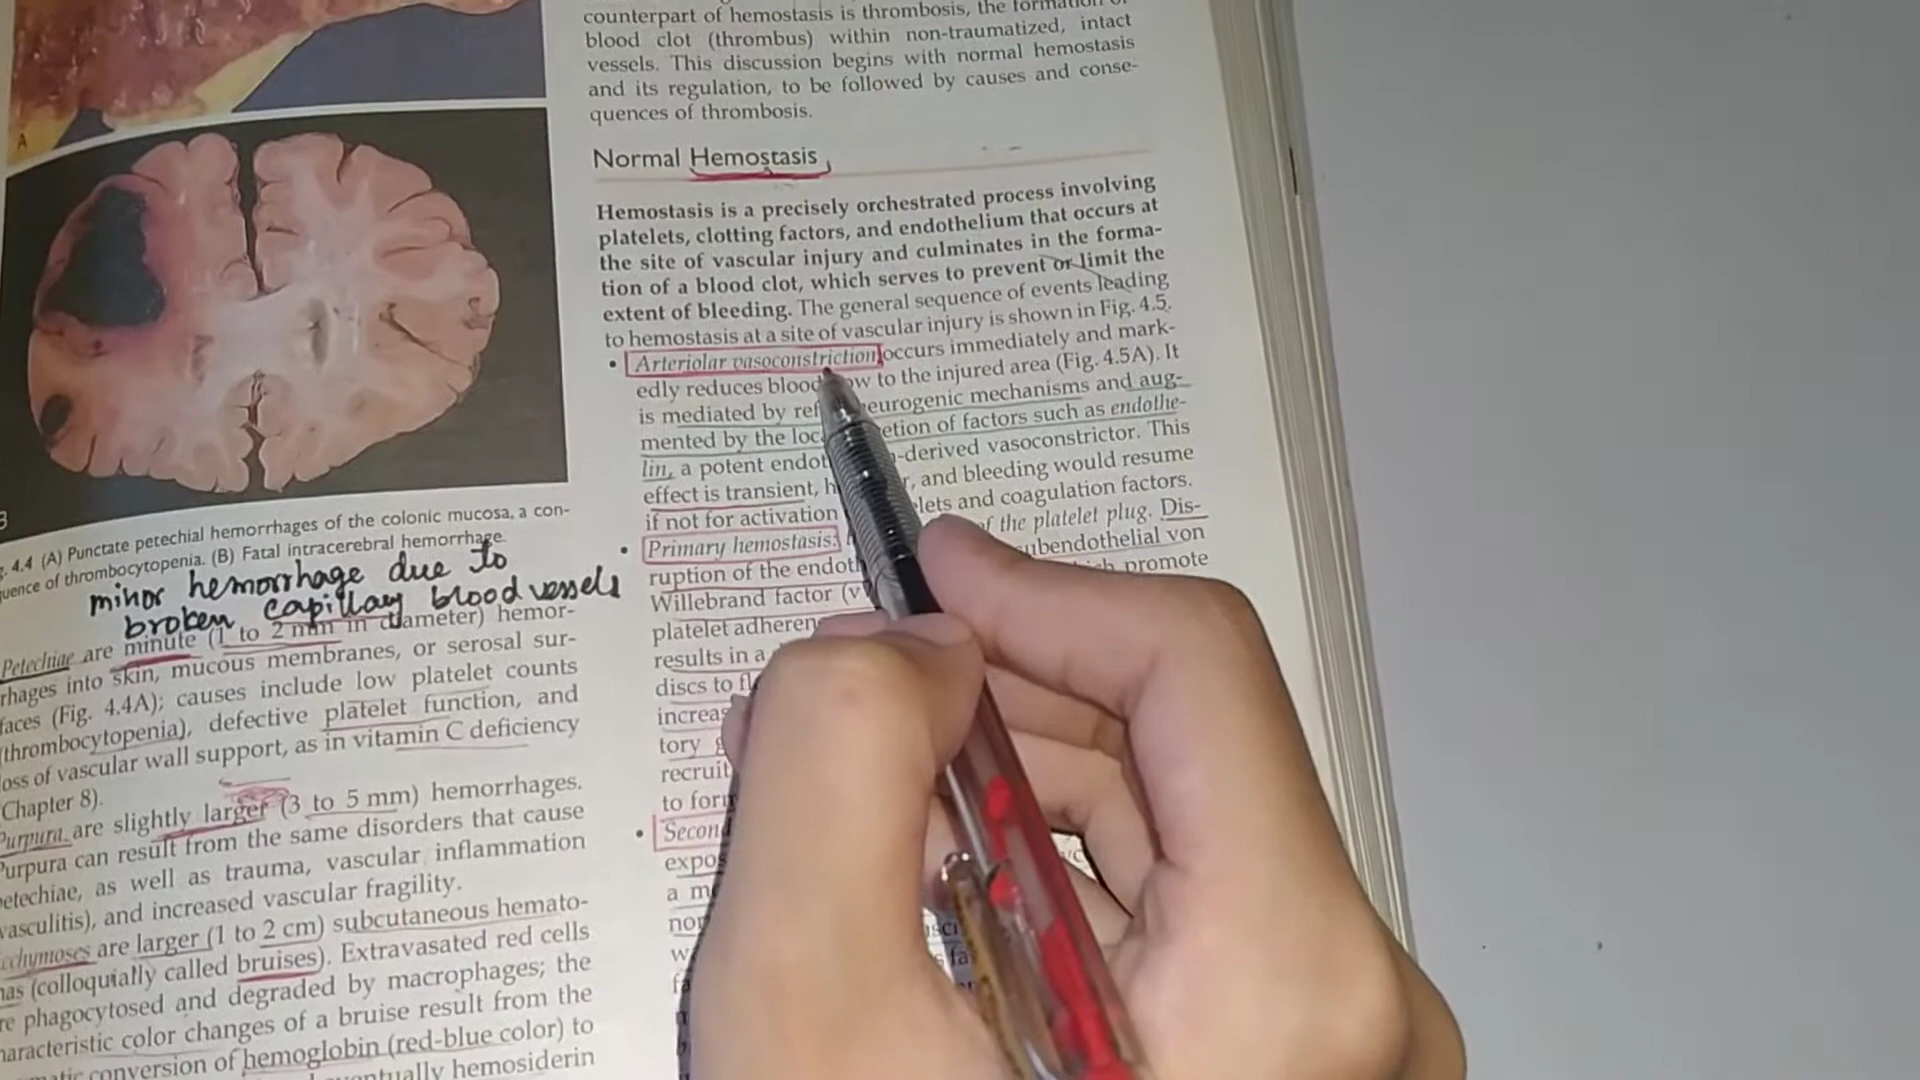 A
. 4.4 (A) Punctate petechial hemorrhages of the colonic mucosa, a con-
uence of thrombocytopenia. (B) Fatal intracerebral hemorrhage
minor hemorrhage due to
broken capillary blood vessels
Petechiae are minute (1 to 2 mm in diameter) hemor-
rhages into skin, mucous membranes, or serosal sur-
faces (Fig. 4.4A); causes include low platelet counts
(thrombocytopenia), defective platelet function, and
oss of vascular wall support, as in vitamin C deficiency
Chapter 8).
Purpura are slightly larger (3 to 5 mm) hemorrhages.
Purpura can result from the same disorders that cause
etechiae, as well as trauma, vascular inflammation
vasculitis), and increased vascular fragility.
cchymoses are larger (1 to 2 cm) subcutaneous hemato-
nas (colloquially called bruises). Extravasated red cells
re phagocytosed and degraded by macrophages; the
haracteristic color changes of a bruise result from the
matic conversion of hemoglobin (red-blue color) to
eventually hemosiderin
counterpart of hemostasis is thrombosis, the formation of
blood clot (thrombus) within non-traumatized, intact
vessels. This discussion begins with normal hemostasis
and its regulation, to be followed by causes and conse-
quences of thrombosis.
Normal Hemostasis
Hemostasis is a precisely orchestrated process involving
platelets, clotting factors, and endothelium that occurs at
the site of vascular injury and culminates in the forma-
tion of a blood clot, which serves to prevent or limit the
extent of bleeding. The general sequence of events leading
to hemostasis at a site of vascular injury is shown in Fig. 4.5.
• Arteriolar vasoconstriction occurs immediately and mark-
edly reduces blood ow to the injured area (Fig. 4.5A). It
is mediated by ref neurogenic mechanisms and aug-
mented by the loc etion of factors such as endothe-
lin, a potent endot -derived vasoconstrictor. This
effect is transient, h r, and bleeding would resume
if not for activation lets and coagulation factors.
• Primary hemostasis: of the platelet plug. Dis-
ruption of the endoth ubendothelial von
Willebrand factor (v ch promote
platelet adheren
results in a
discs to fl
increas
tory g
recruit
to form
• Second
expos
a m
nor
w
fa